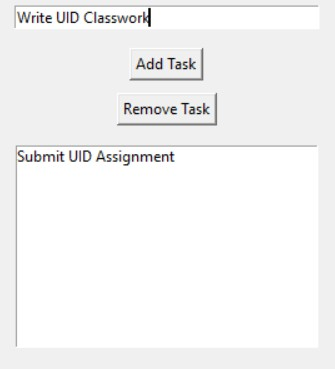 Write UID Classwork
Add Task
Remove Task
Submit UID Assignment